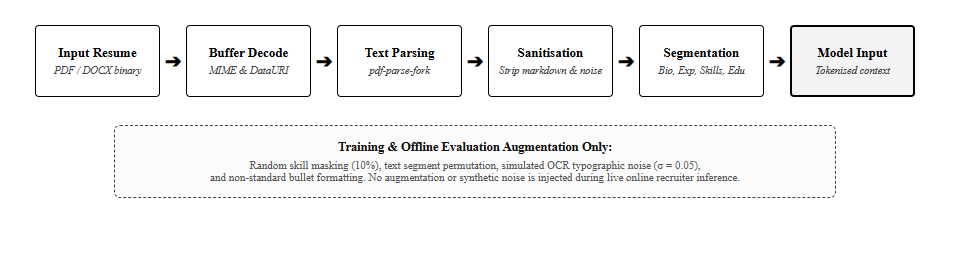 Input Resume
PDF / DOCX binary
➔
Buffer Decode
MIME & DataURI
➔
Text Parsing
pdf-parse-fork
➔
Sanitisation
Strip markdown & noise
➔
Segmentation
Bio, Exp, Skills, Edu
➔
Model Input
Tokenised context
Training & Offline Evaluation Augmentation Only:
Random skill masking (10%), text segment permutation, simulated OCR typographic noise (σ = 0.05),
and non-standard bullet formatting. No augmentation or synthetic noise is injected during live online recruiter inference.